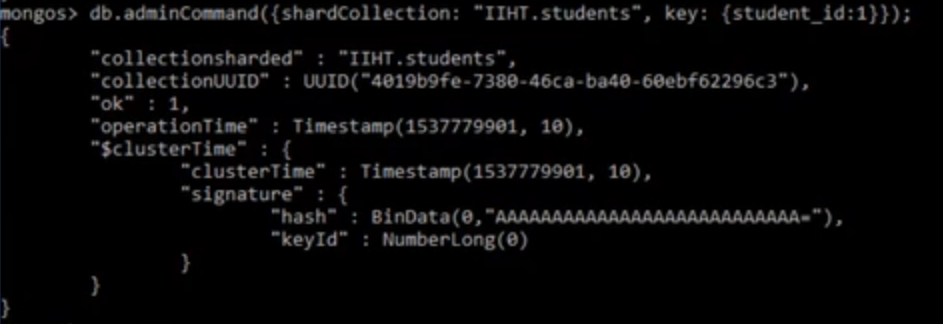 mongos> db.adminCommand({shardCollection: "IIHT.students", key: {student_id:1}});
{
        "collectionsharded" : "IIHT.students",
        "collectionUUID" : UUID("4019b9fe-7380-46ca-ba40-60ebf62296c3"),
        "ok" : 1,
        "operationTime" : Timestamp(1537779901, 10),
        "$clusterTime" : {
                "clusterTime" : Timestamp(1537779901, 10),
                "signature" : {
                        "hash" : BinData(0,"AAAAAAAAAAAAAAAAAAAAAAAAAAA="),
                        "keyId" : NumberLong(0)
                }
        }
}